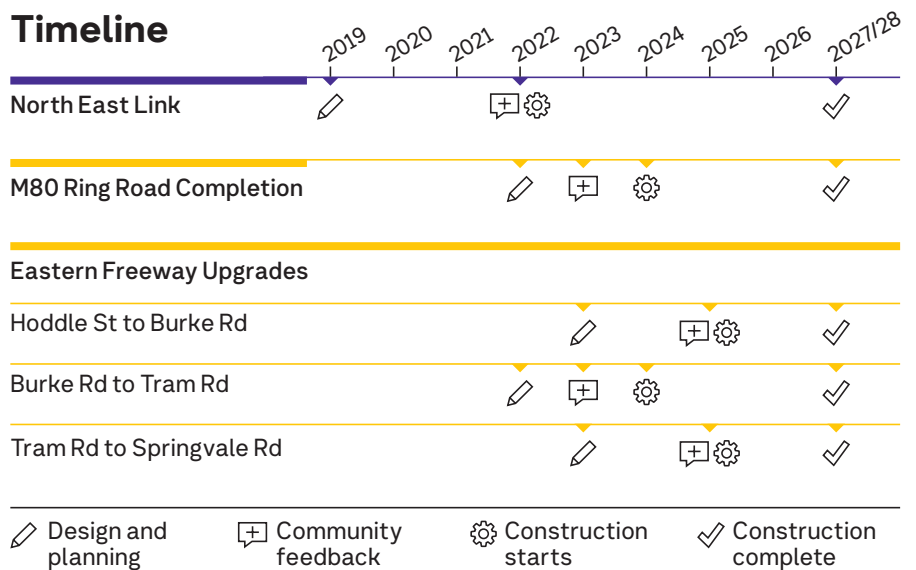 Timeline
2019 2020 2021 2022 2023 2024 2025 2026 2027/28
North East Link
M80 Ring Road Completion
Eastern Freeway Upgrades
Hoddle St to Burke Rd
Burke Rd to Tram Rd
Tram Rd to Springvale Rd
Design and
planning
Community
feedback
Construction
starts
Construction
complete